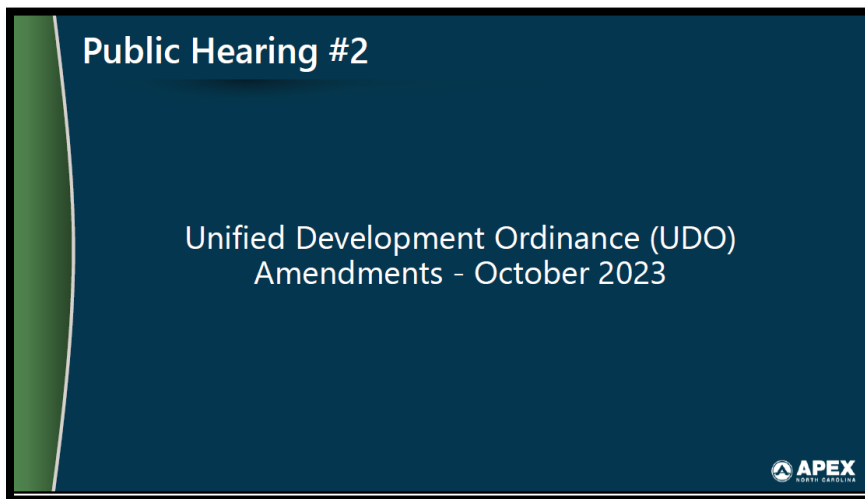 Public Hearing #2
Unified Development Ordinance (UDO)
Amendments - October 2023
APEX
NORTH CAROLINA